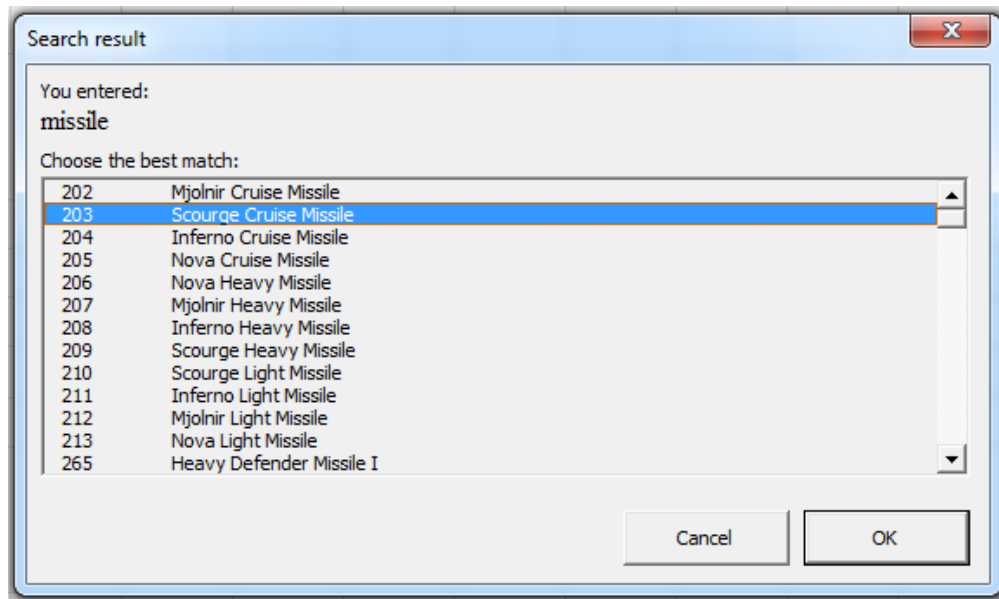 Search result
You entered:
missile
Choose the best match:
202 Mjolnir Cruise Missile
203 Scourge Cruise Missile
204 Inferno Cruise Missile
205 Nova Cruise Missile
206 Nova Heavy Missile
207 Mjolnir Heavy Missile
208 Inferno Heavy Missile
209 Scourge Heavy Missile
210 Scourge Light Missile
211 Inferno Light Missile
212 Mjolnir Light Missile
213 Nova Light Missile
265 Heavy Defender Missile I
Cancel OK